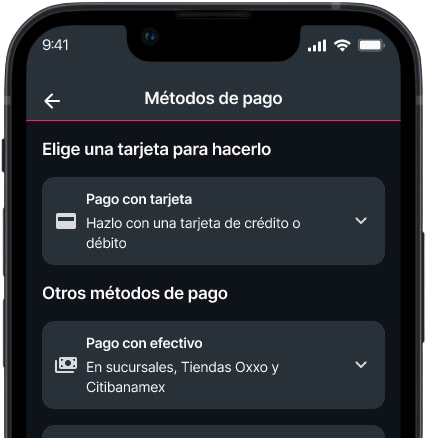 9:41
Métodos de pago
Elige una tarjeta para hacerlo
Pago con tarjeta
Hazlo con una tarjeta de crédito o
débito
Otros métodos de pago
Pago con efectivo
En sucursales, Tiendas Oxxo y
Citibanamex